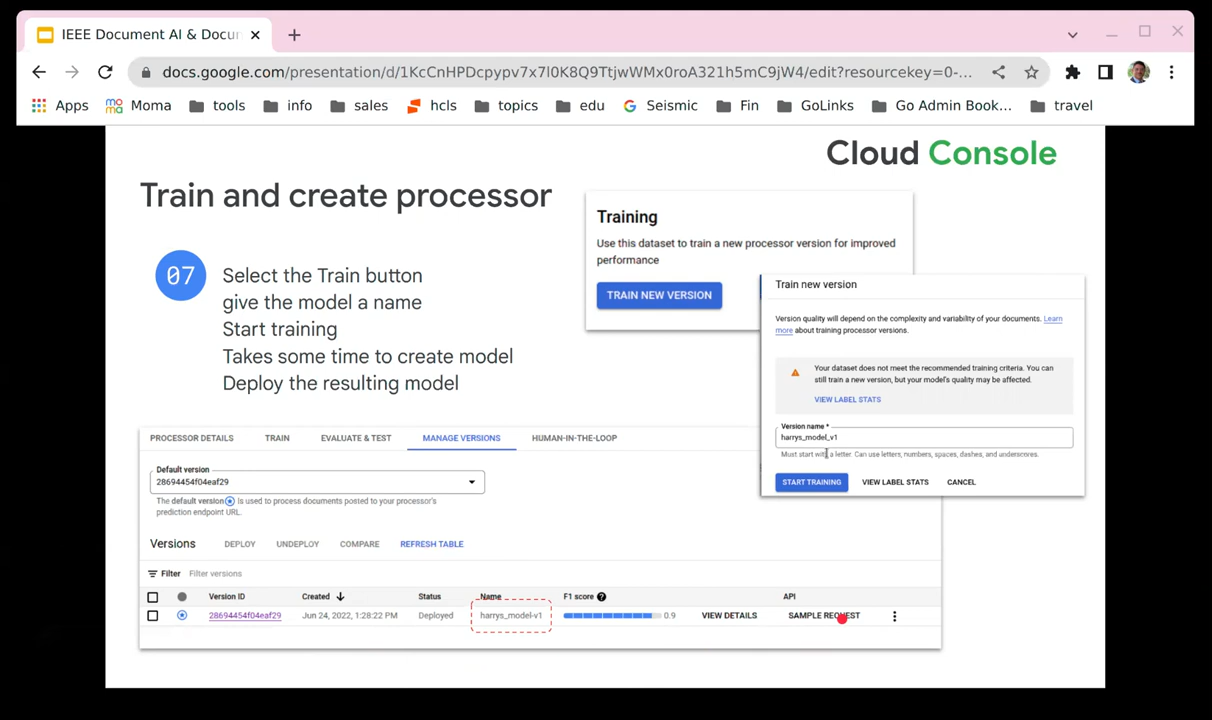 IEEE Document AI & Docu
docs.google.com/presentation/d/1KcCnHPDcpypv7x7l0K8Q9TtjwWMx0roA321h5mC9jW4/edit?resourcekey=0-...
Apps
Moma
tools
info
sales
hcls
topics
edu
Seismic
Fin
GoLinks
Go Admin Book...
travel
Cloud Console
Train and create processor
07
Select the Train button
give the model a name
Start training
Takes some time to create model
Deploy the resulting model
Training
Use this dataset to train a new processor version for improved
performance
TRAIN NEW VERSION
Train new version
Version quality will depend on the complexity and variability of your documents. Learn
more about training processor versions.
Your dataset does not meet the recommended training criteria. You can
still train a new version, but your model's quality may be affected.
VIEW LABEL STATS
Version name *
harrys_model_v1
Must start with a letter. Can use letters, numbers, spaces, dashes, and underscores.
START TRAINING VIEW LABEL STATS CANCEL
PROCESSOR DETAILS TRAIN EVALUATE & TEST MANAGE VERSIONS HUMAN-IN-THE-LOOP
Default version
28694454f04eaf29
The default version is used to process documents posted to your processor's
prediction endpoint URL.
Versions DEPLOY UNDEPLOY COMPARE REFRESH TABLE
Filter Filter versions
Version ID Created Status Name F1 score API
28694454f04eaf29 Jun 24, 2022, 1:28:22 PM Deployed harrys_model-v1 0.9 VIEW DETAILS SAMPLE REQUEST